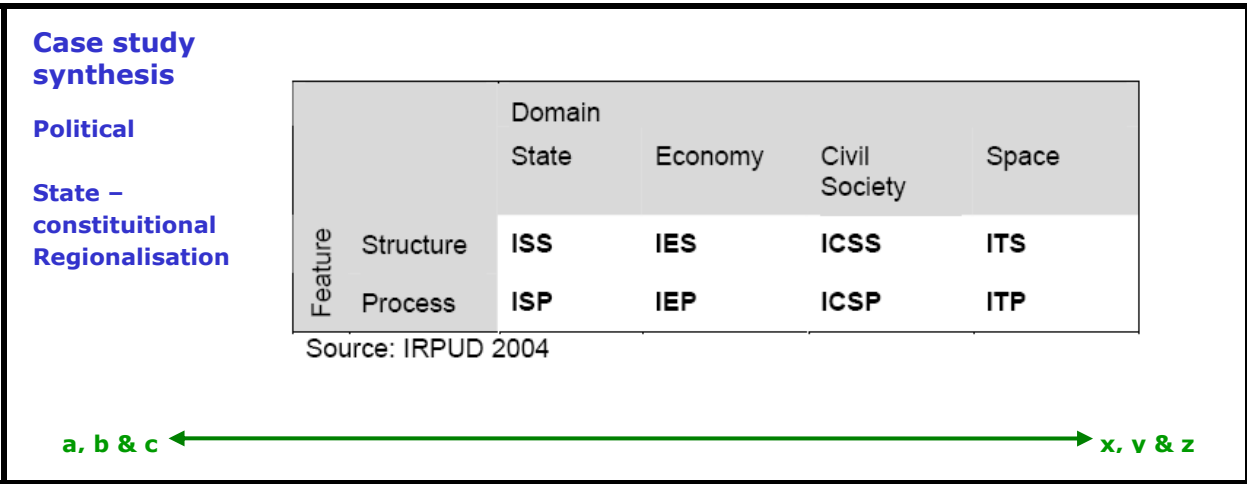 Case study
synthesis
Political
State –
constituitional
Regionalisation
Domain
State Economy Civil Society Space
Feature
Structure ISS IES ICSS ITS
Process ISP IEP ICSP ITP
Source: IRPUD 2004
a, b & c x, y & z